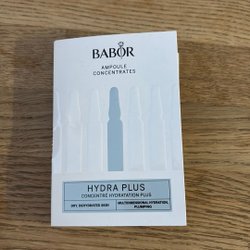 BABOR
AMPOULE
CONCENTRATES
HYDRA PLUS
CONCENTRÉ HYDRATATION PLUS
DRY, DEHYDRATED SKIN
MULTIDIMENSIONAL HYDRATION,
PLUMPING